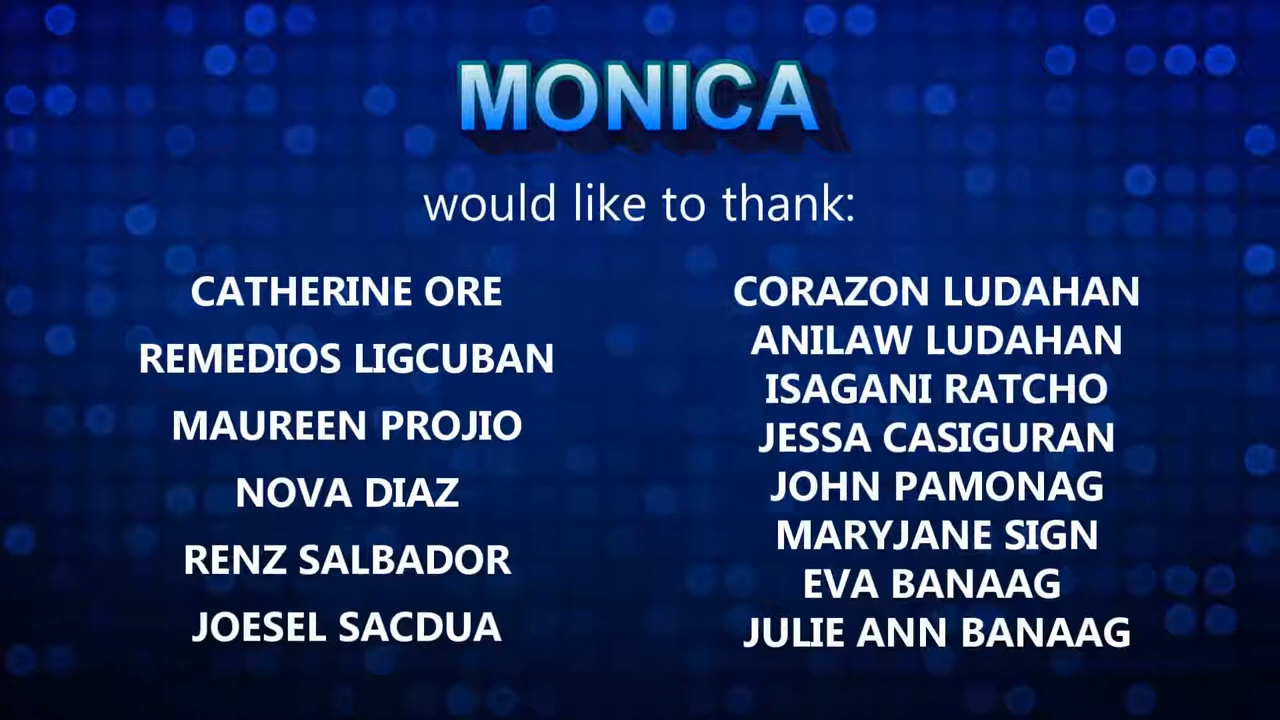 MONICA
would like to thank:
CATHERINE ORE
REMEDIOS LIGCUBAN
MAUREEN PROJIO
NOVA DIAZ
RENZ SALBADOR
JOESEL SACDUA
CORAZON LUDAHAN
ANILAW LUDAHAN
ISAGANI RATCHO
JESSA CASIGURAN
JOHN PAMONAG
MARYJANE SIGN
EVA BANAAG
JULIE ANN BANAAG